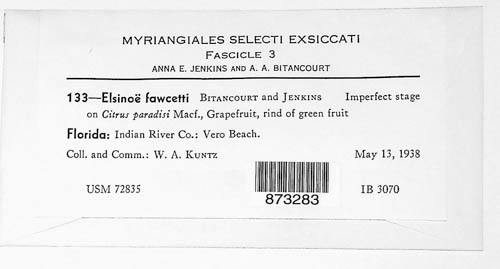 MYRIANGIALES SELECTI EXSICCATI
FASCICLE 3
ANNA E. JENKINS AND A. A. BITANCOURT
133—Elsinoë fawcetti BITANCOURT and JENKINS Imperfect stage
on Citrus paradisi Macf., Grapefruit, rind of green fruit
Florida: Indian River Co.: Vero Beach.
Coll. and Comm.: W. A. KUNTZ May 13, 1938
USM 72835 IB 3070
873283